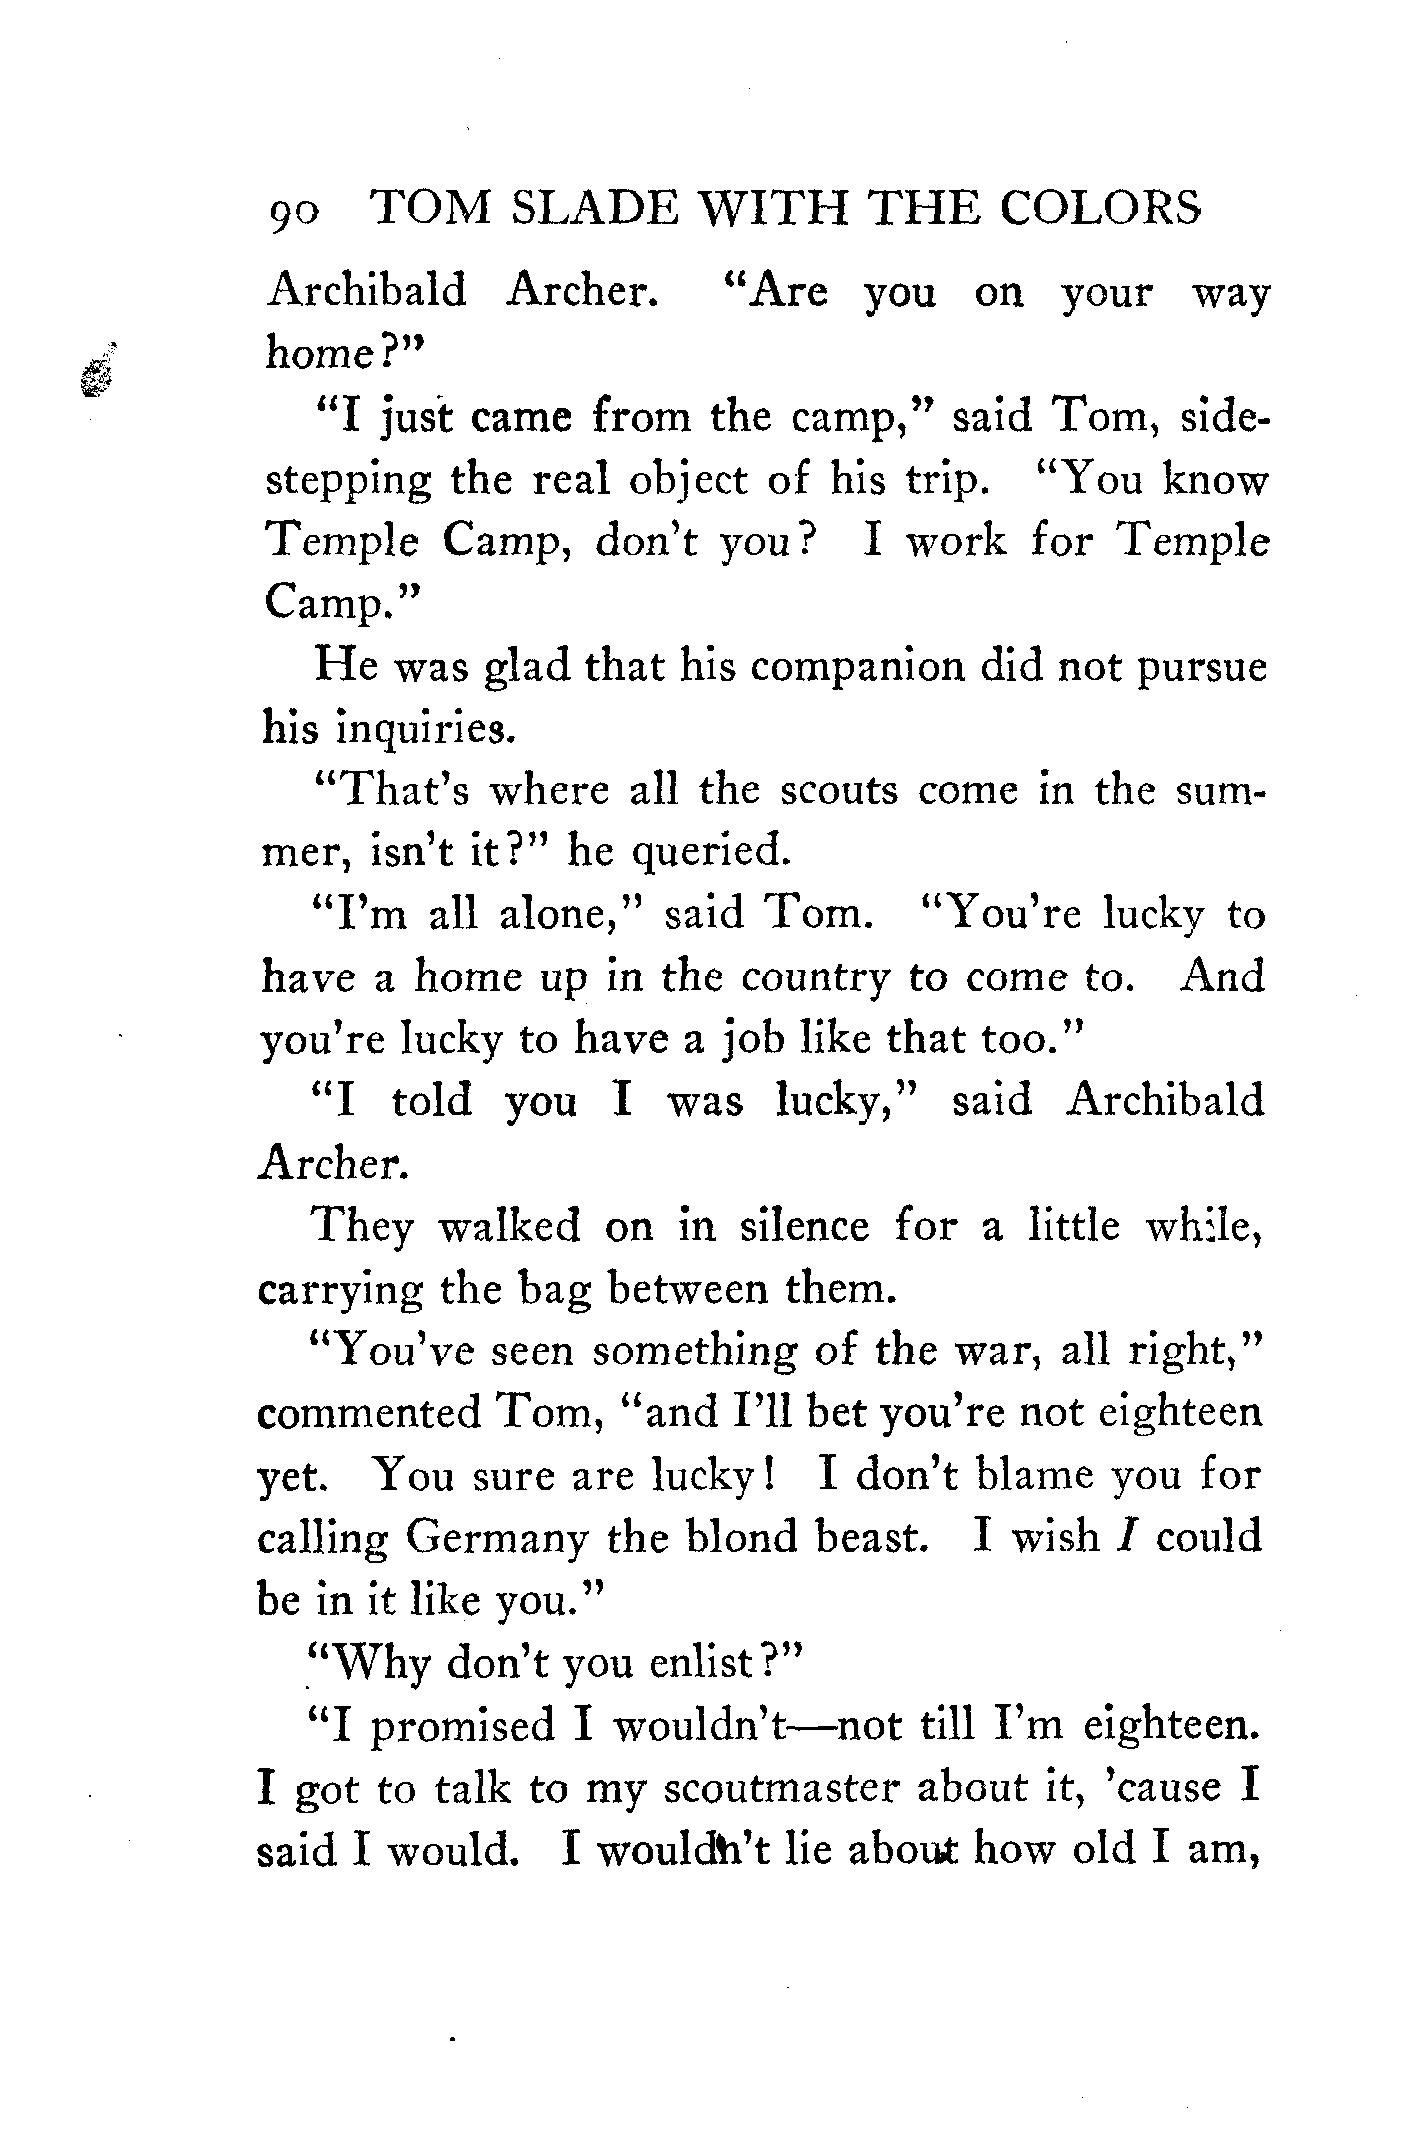 90 TOM SLADE WITH THE COLORS
Archibald Archer. “Are you on your way
home?”
“I just came from the camp,” said Tom, side-
stepping the real object of his trip. “You know
Temple Camp, don’t you? I work for Temple
Camp.”
He was glad that his companion did not pursue
his inquiries.
“That’s where all the scouts come in the sum-
mer, isn’t it?” he queried.
“I’m all alone,” said Tom. “You’re lucky to
have a home up in the country to come to. And
you’re lucky to have a job like that too.”
“I told you I was lucky,” said Archibald
Archer.
They walked on in silence for a little while,
carrying the bag between them.
“You’ve seen something of the war, all right,”
commented Tom, “and I’ll bet you’re not eighteen
yet. You sure are lucky! I don’t blame you for
calling Germany the blond beast. I wish I could
be in it like you.”
“Why don’t you enlist?”
“I promised I wouldn’t—not till I’m eighteen.
I got to talk to my scoutmaster about it, ’cause I
said I would. I wouldn’t lie about how old I am,